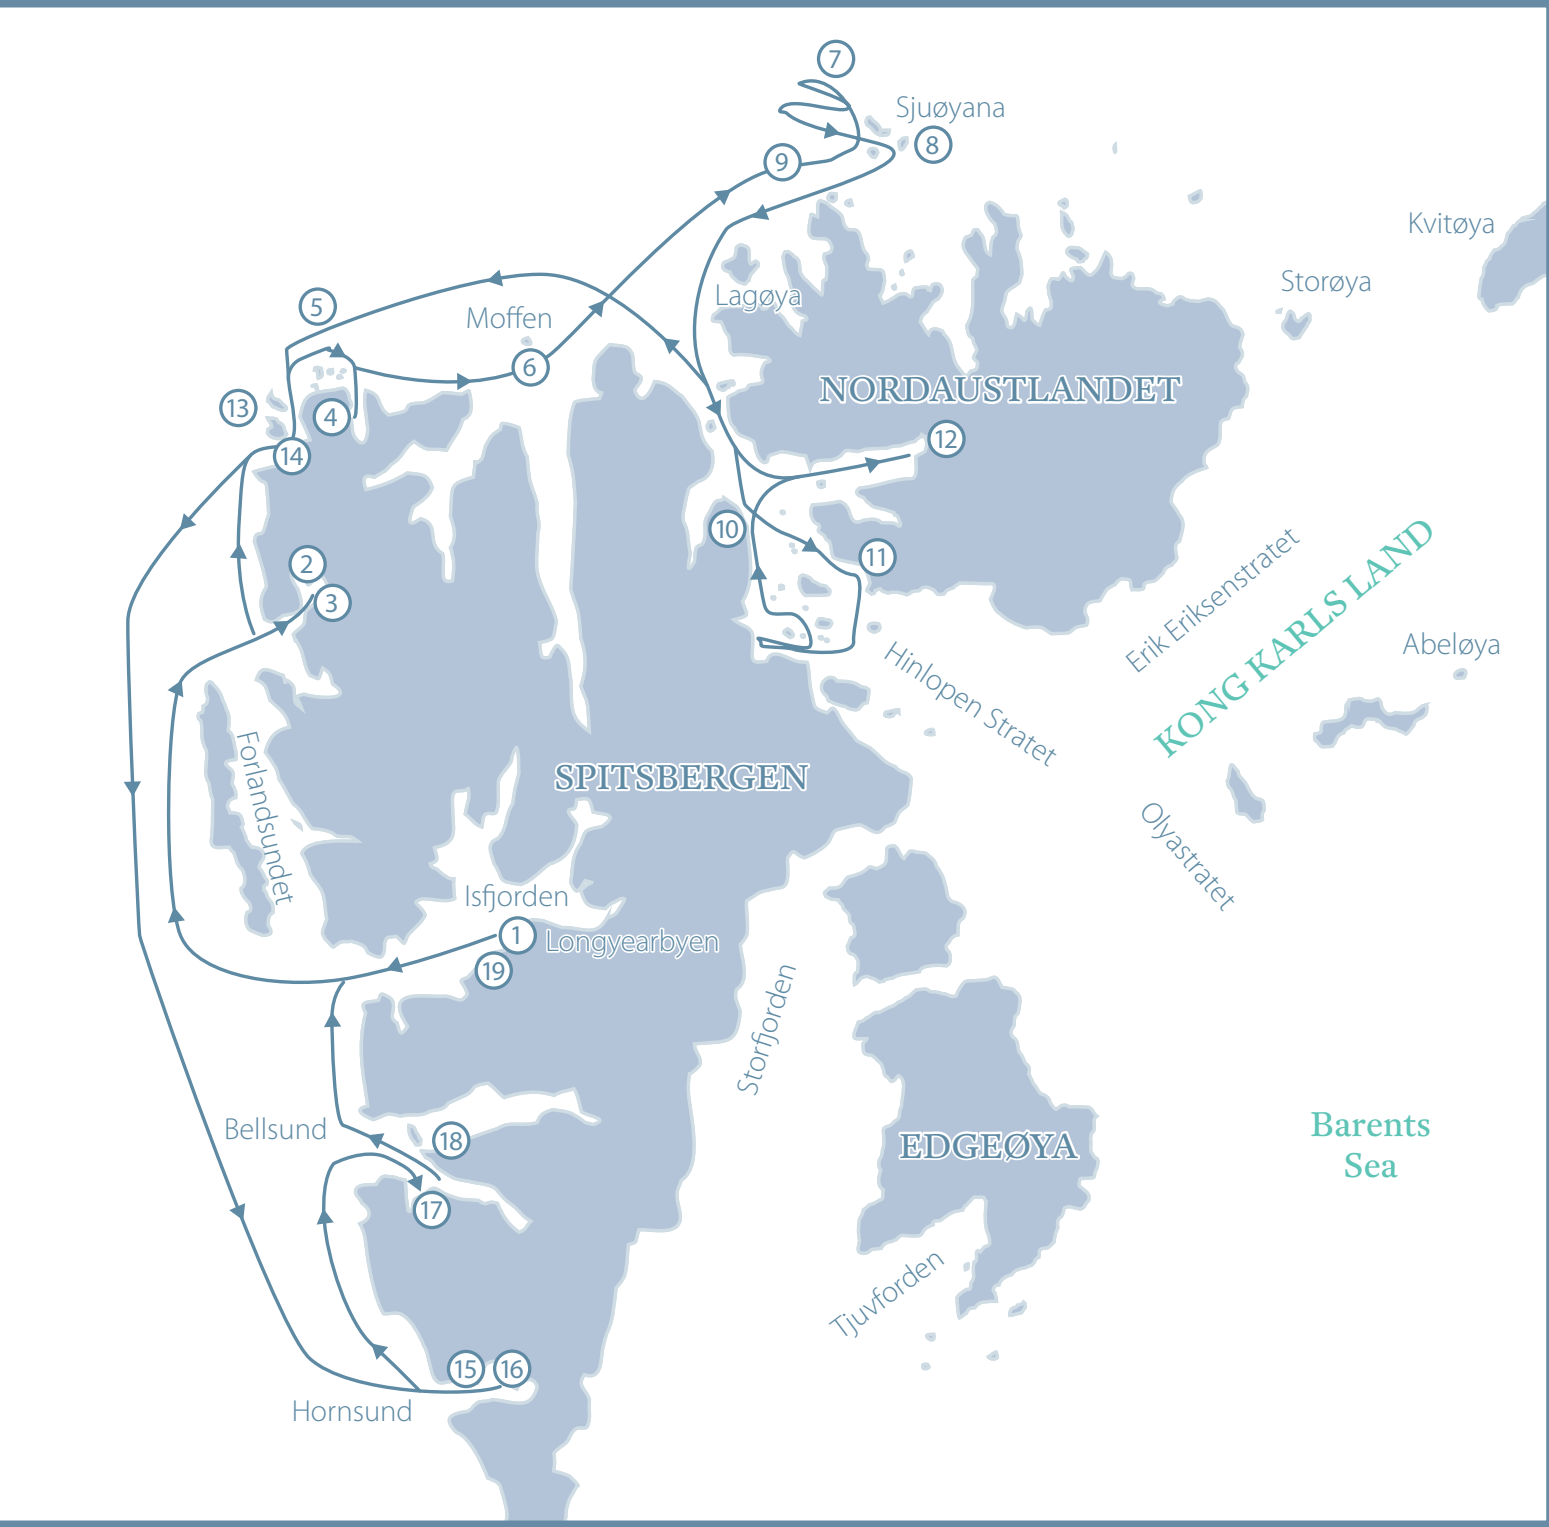 7
Sjuøyana
8
9
Kvitøya
Storøya
Lagøya
5
Moffen
6
NORDAUSTLANDET
13
4
12
14
10
11
2
3
Erik Eriksenstratet
KONG KARLS LAND
Abeløya
Hinlopen Stratet
Forlandsundet
SPITSBERGEN
Olyastratet
Isfjorden
1
Longyearbyen
19
Storfjorden
Bellsund
18
EDGEØYA
Barents
Sea
17
Tjuvforden
15
16
Hornsund